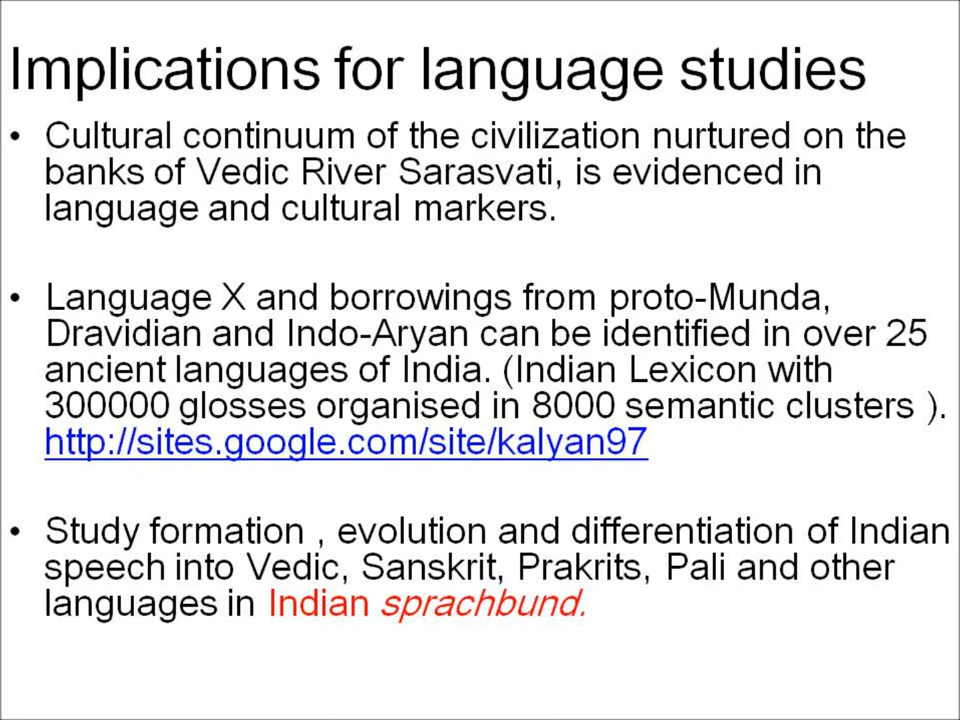 Implications for language studies
• Cultural continuum of the civilization nurtured on the
banks of Vedic River Sarasvati, is evidenced in
language and cultural markers.
• Language X and borrowings from proto-Munda,
Dravidian and Indo-Aryan can be identified in over 25
ancient languages of India. (Indian Lexicon with
300000 glosses organised in 8000 semantic clusters ).
http://sites.google.com/site/kalyan97
• Study formation , evolution and differentiation of Indian
speech into Vedic, Sanskrit, Prakrits, Pali and other
languages in Indian sprachbund.